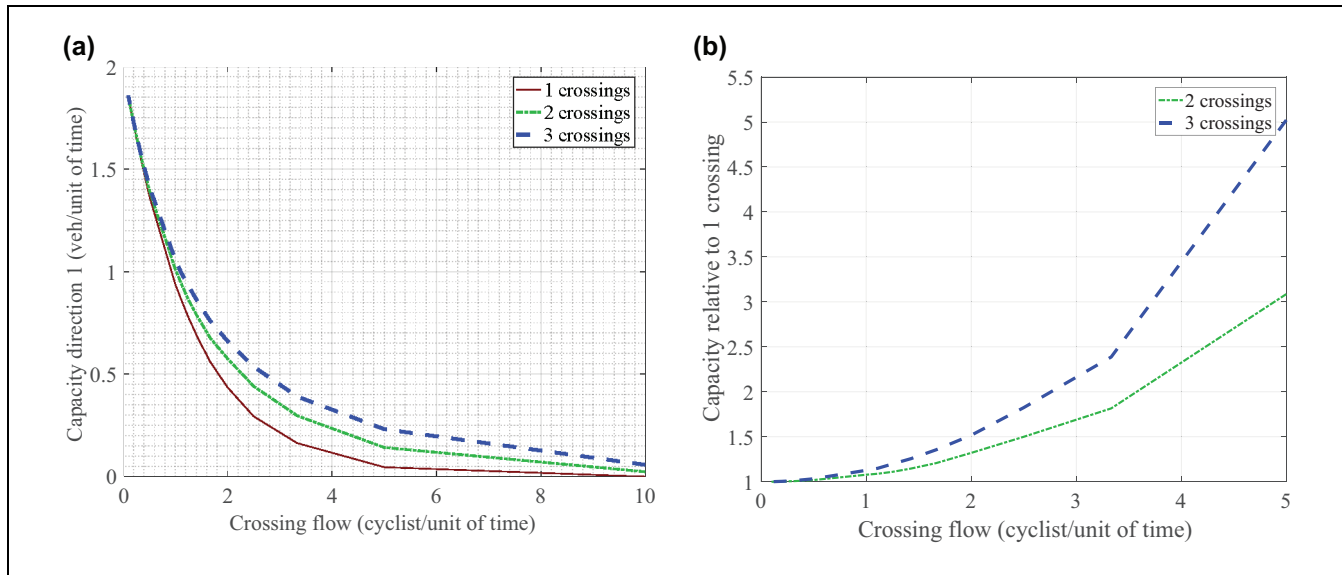 (a)
2
1.5
1
0.5
0
0
2
4
6
8
10
Capacity direction 1 (veh/unit of time)
Crossing flow (cyclist/unit of time)
1 crossings
2 crossings
3 crossings
(b)
5.5
5
4.5
4
3.5
3
2.5
2
1.5
1
0
1
2
3
4
5
Capacity relative to 1 crossing
Crossing flow (cyclist/unit of time)
2 crossings
3 crossings